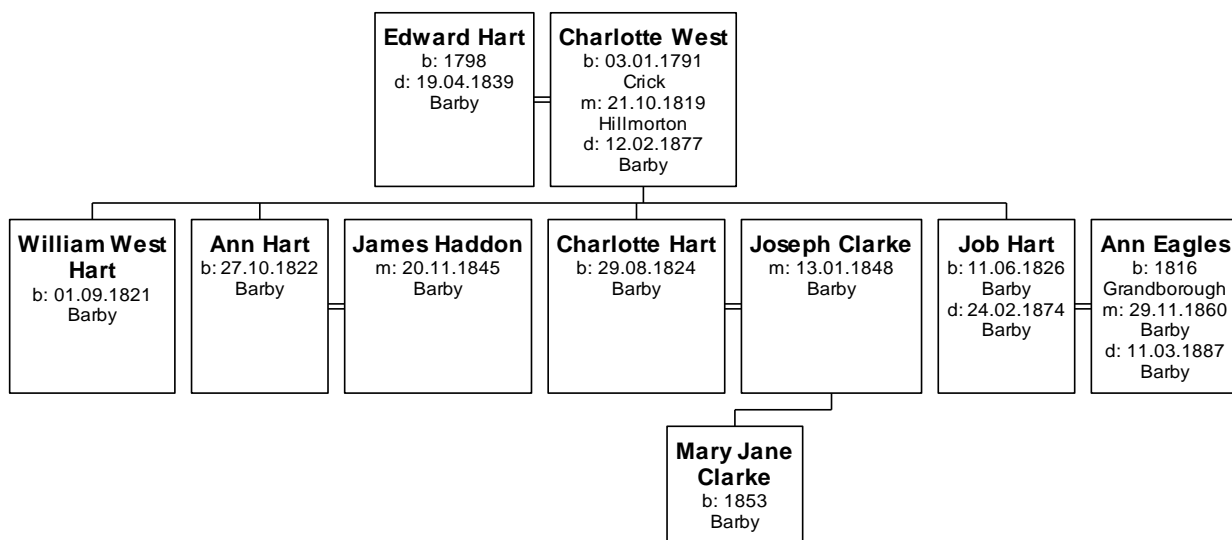 Edward Hart
b: 1798
d: 19.04.1839
Barby
Charlotte West
b: 03.01.1791
Crick
m: 21.10.1819
Hillmorton
d: 12.02.1877
Barby
William West
Hart
b: 01.09.1821
Barby
Ann Hart
b: 27.10.1822
Barby
James Haddon
m: 20.11.1845
Barby
Charlotte Hart
b: 29.08.1824
Barby
Joseph Clarke
m: 13.01.1848
Barby
Job Hart
b: 11.06.1826
Barby
d: 24.02.1874
Barby
Ann Eagles
b: 1816
Grandborough
m: 29.11.1860
Barby
d: 11.03.1887
Barby
Mary Jane
Clarke
b: 1853
Barby